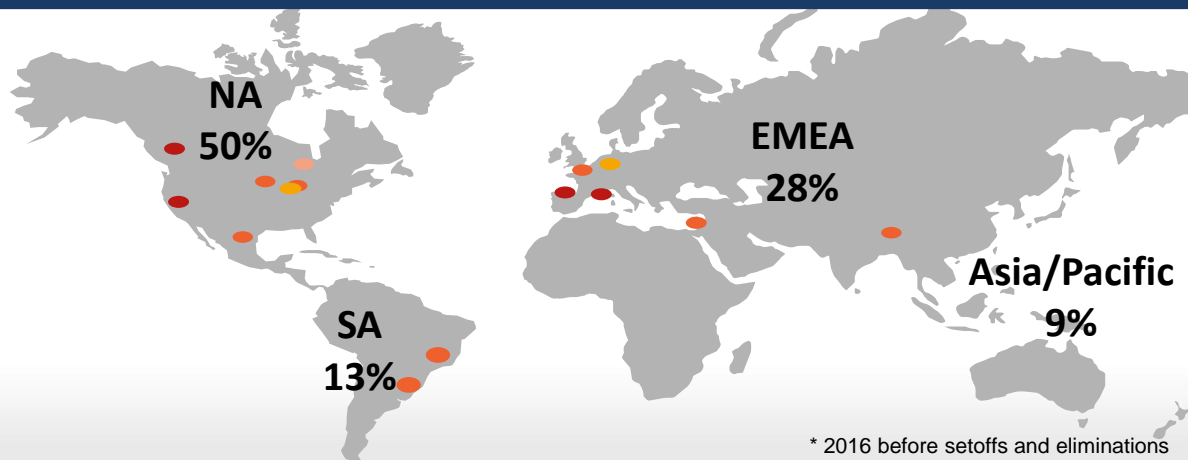 NA
50%
EMEA
28%
Asia/Pacific
9%
SA
13%
* 2016 before setoffs and eliminations